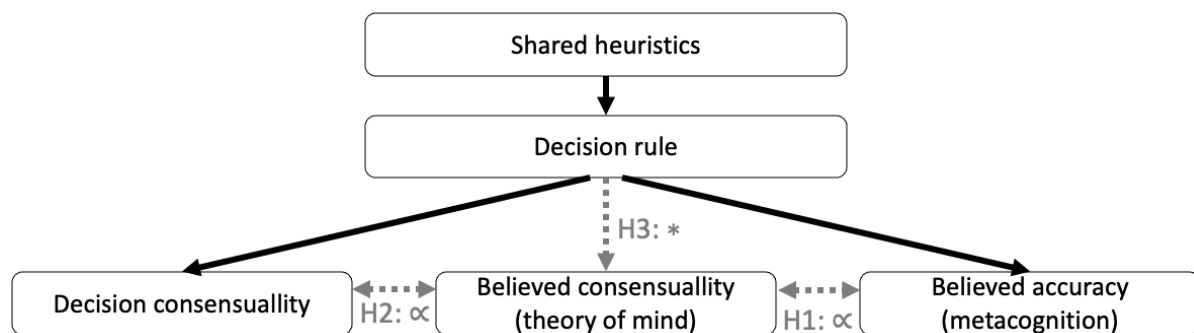 Shared heuristics
Decision rule
H3: *
Decision consensuallity
H2: ∝
Believed consensuallity
(theory of mind)
H1: ∝
Believed accuracy
(metacognition)